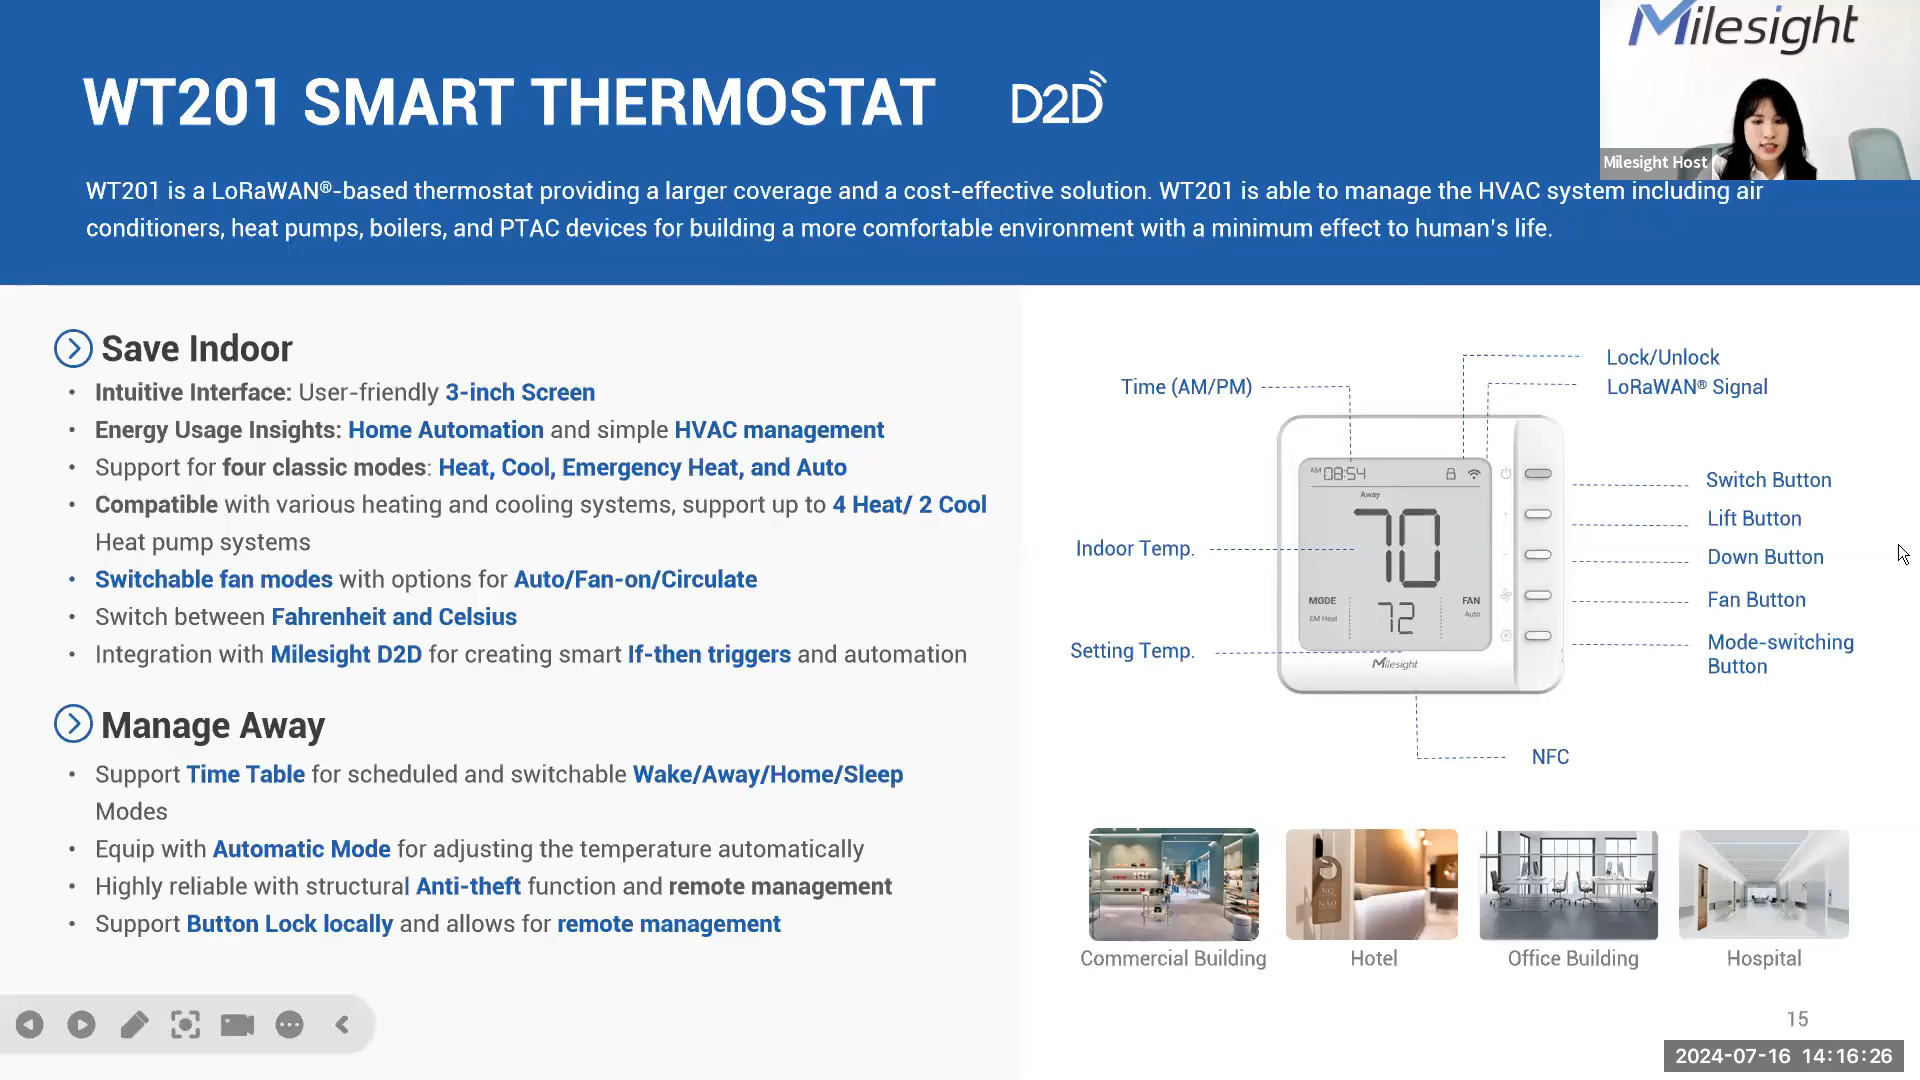 Milesight
WT201 SMART THERMOSTAT
D2D
Milesight Host
WT201 is a LoRaWAN®-based thermostat providing a larger coverage and a cost-effective solution. WT201 is able to manage the HVAC system including air
conditioners, heat pumps, boilers, and PTAC devices for building a more comfortable environment with a minimum effect to human's life.
Save Indoor
• Intuitive Interface: User-friendly 3-inch Screen
• Energy Usage Insights: Home Automation and simple HVAC management
• Support for four classic modes: Heat, Cool, Emergency Heat, and Auto
• Compatible with various heating and cooling systems, support up to 4 Heat/ 2 Cool
Heat pump systems
• Switchable fan modes with options for Auto/Fan-on/Circulate
• Switch between Fahrenheit and Celsius
• Integration with Milesight D2D for creating smart If-then triggers and automation
Manage Away
• Support Time Table for scheduled and switchable Wake/Away/Home/Sleep
Modes
• Equip with Automatic Mode for adjusting the temperature automatically
• Highly reliable with structural Anti-theft function and remote management
• Support Button Lock locally and allows for remote management
Time (AM/PM)
Lock/Unlock
LoRaWAN® Signal
AM 08:54
Away
70
MODE
EM Heat
72
FAN
Auto
Milesight
Indoor Temp.
Setting Temp.
Switch Button
Lift Button
Down Button
Fan Button
Mode-switching
Button
NFC
Commercial Building
Hotel
Office Building
Hospital
15
2024-07-16 14:16:26